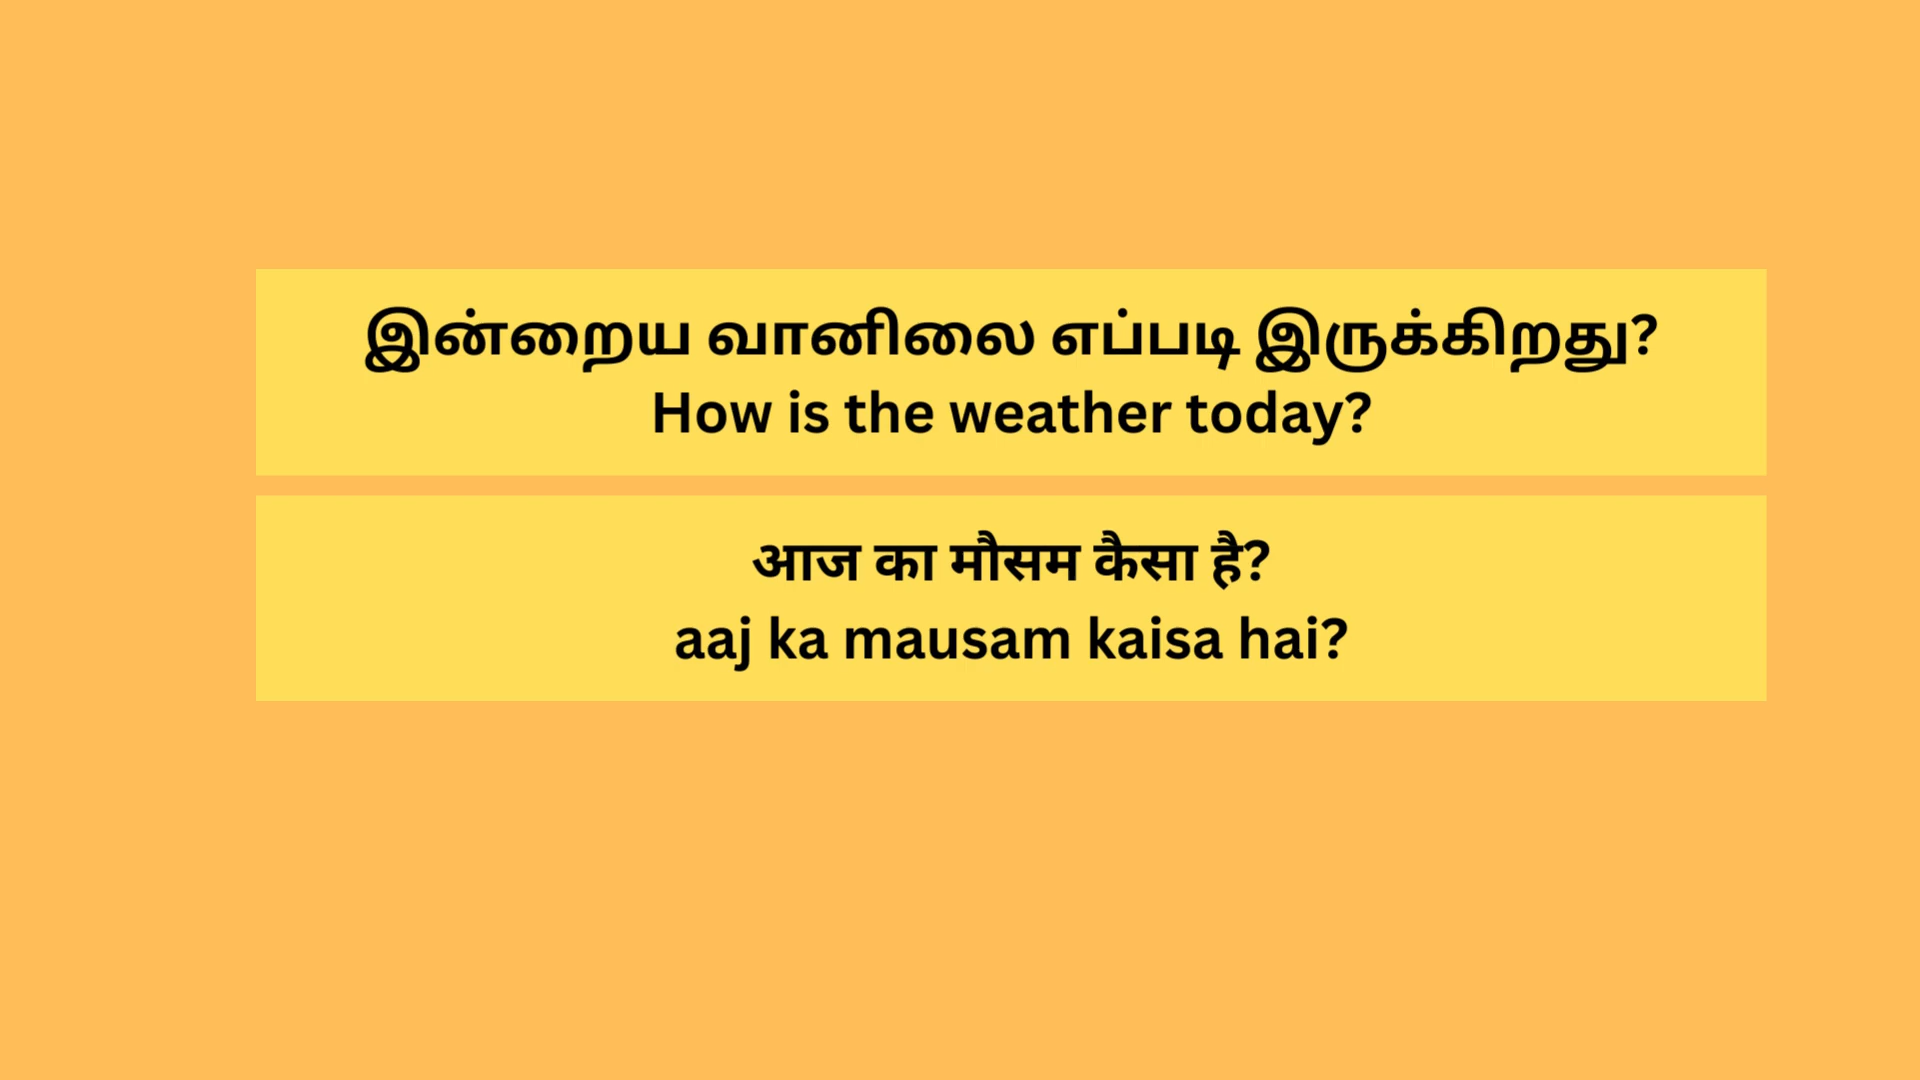 இன்றைய வானிலை எப்படி இருக்கிறது?
How is the weather today?
आज का मौसम कैसा है?
aaj ka mausam kaisa hai?